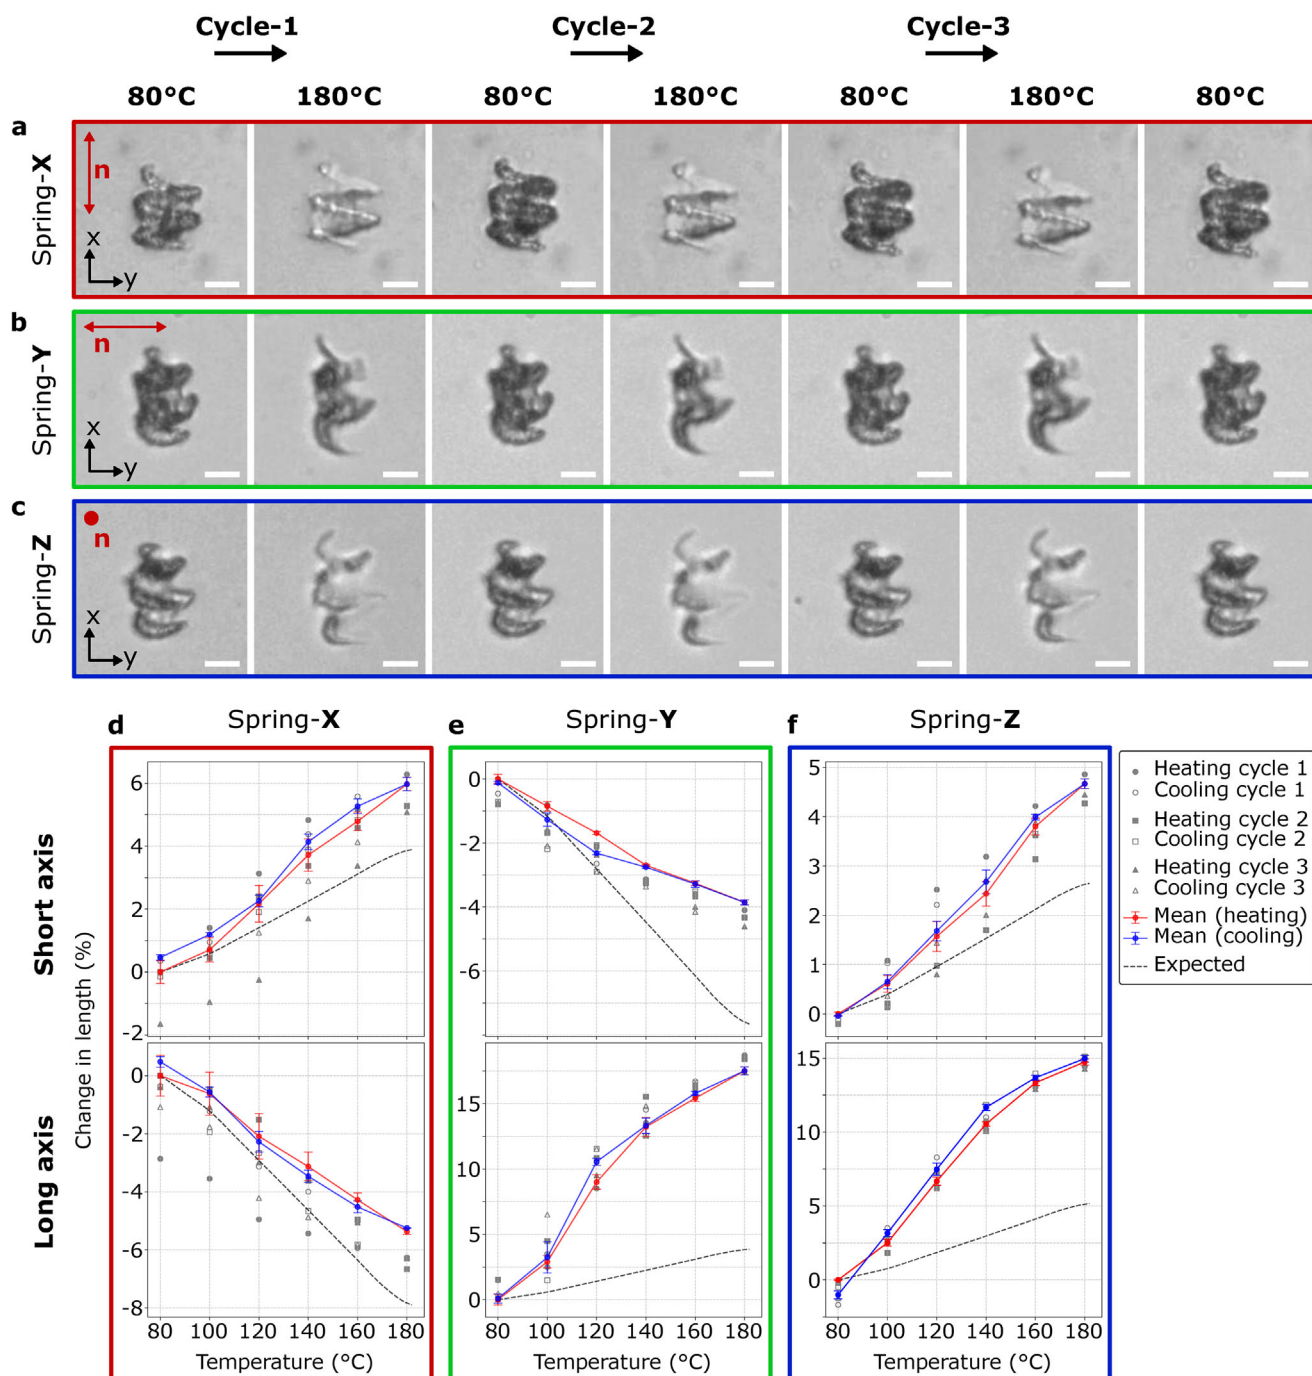 Cycle-1 Cycle-2 Cycle-3
80°C 180°C 80°C 180°C 80°C 180°C 80°C
a
Spring-X
n
x
y
b
Spring-Y
n
x
y
c
Spring-Z
n
x
y
d Spring-X e Spring-Y f Spring-Z
Short axis
Long axis
Change in length (%)
6
4
2
0
-2
0
-2
-4
-6
-8
80 100 120 140 160 180
Temperature (°C)
0
-2
-4
-6
15
10
5
0
80 100 120 140 160 180
Temperature (°C)
5
4
3
2
1
0
15
10
5
0
80 100 120 140 160 180
Temperature (°C)
Heating cycle 1
Cooling cycle 1
Heating cycle 2
Cooling cycle 2
Heating cycle 3
Cooling cycle 3
Mean (heating)
Mean (cooling)
Expected